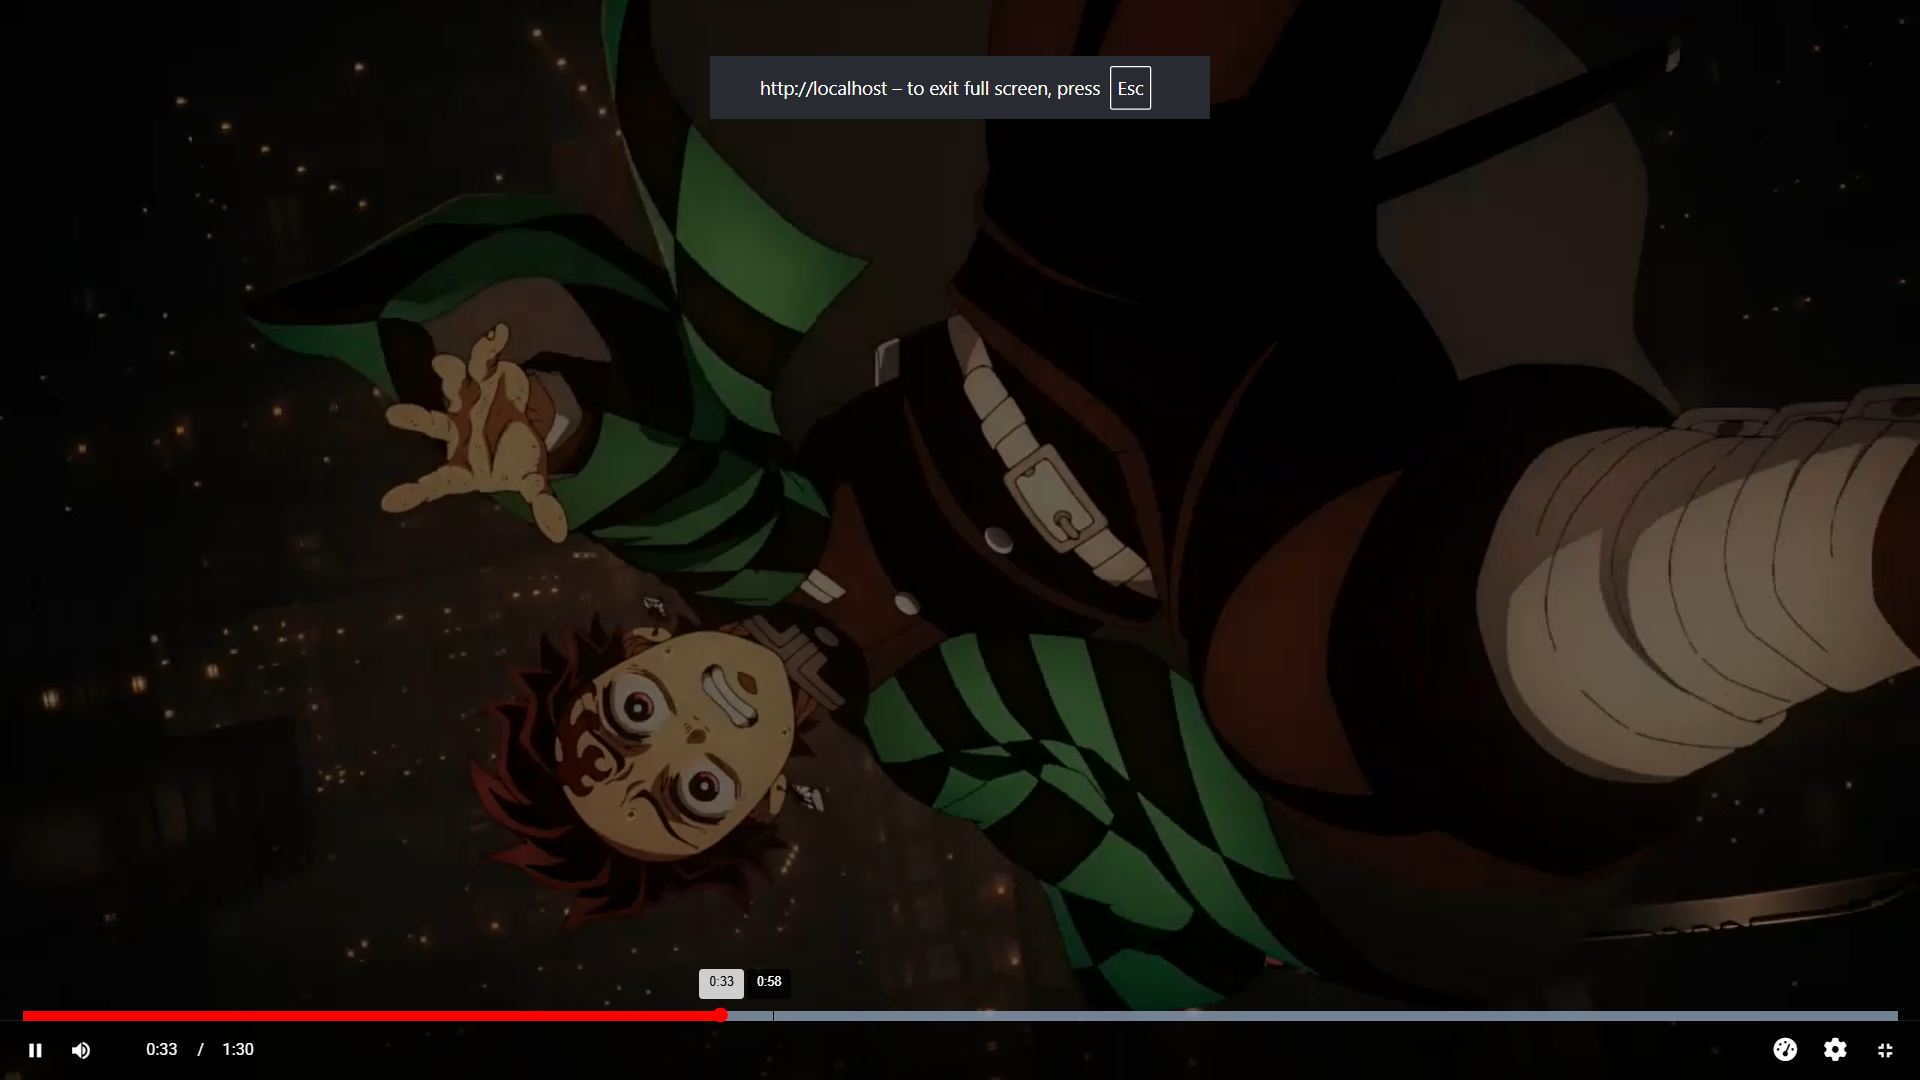 http://localhost – to exit full screen, press Esc
0:33 0:58
0:33 / 1:30